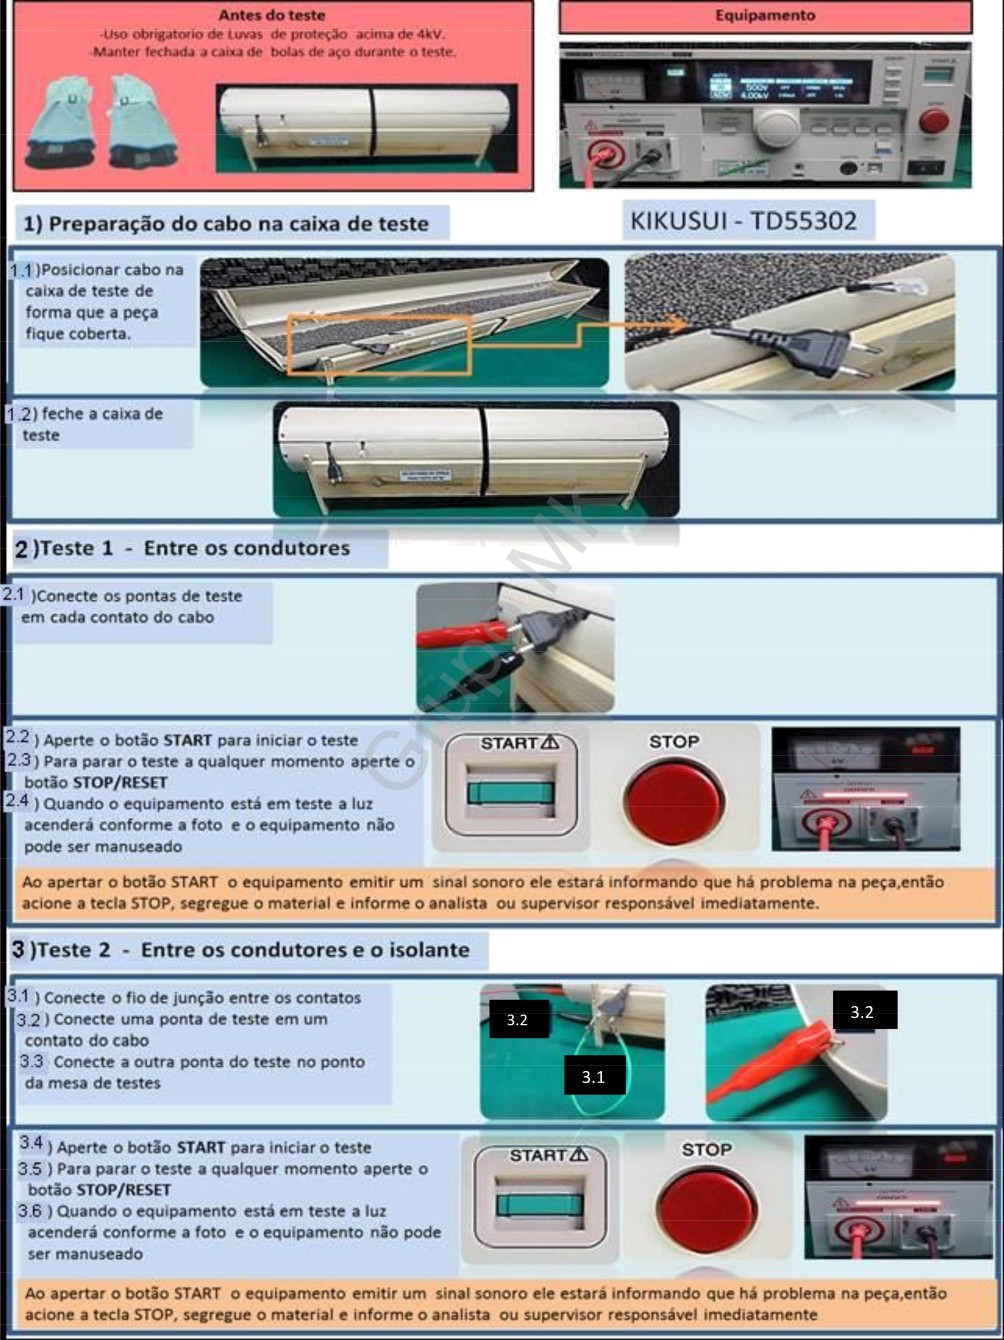 Antes do teste
-Uso obrigatorio de Luvas de proteção acima de 4kV.
-Manter fechada a caixa de bolas de aço durante o teste.
Equipamento
500V
4.00kV
1) Preparação do cabo na caixa de teste
KIKUSUI - TD55302
1.1)Posicionar cabo na
caixa de teste de
forma que a peça
fique coberta.
1.2) feche a caixa de
teste
2)Teste 1 - Entre os condutores
2.1 )Conecte os pontas de teste
em cada contato do cabo
2.2 ) Aperte o botão START para iniciar o teste
2.3) Para parar o teste a qualquer momento aperte o
botão STOP/RESET
2.4 ) Quando o equipamento está em teste a luz
acenderá conforme a foto e o equipamento não
pode ser manuseado
START
STOP
kV
Ao apertar o botão START o equipamento emitir um sinal sonoro ele estará informando que há problema na peça,então
acione a tecla STOP, segregue o material e informe o analista ou supervisor responsável imediatamente.
3 )Teste 2 - Entre os condutores e o isolante
3.1 ) Conecte o fio de junção entre os contatos
3.2 ) Conecte uma ponta de teste em um
contato do cabo
3.3 Conecte a outra ponta do teste no ponto
da mesa de testes
3.2
3.1
3.2
3.4 ) Aperte o botão START para iniciar o teste
3.5 ) Para parar o teste a qualquer momento aperte o
botão STOP/RESET
3.6 ) Quando o equipamento está em teste a luz
acenderá conforme a foto e o equipamento não pode
ser manuseado
START
STOP
kV
Ao apertar o botão START o equipamento emitir um sinal sonoro ele estará informando que há problema na peça,então
acione a tecla STOP, segregue o material e informe o analista ou supervisor responsável imediatamente
Grupo MK